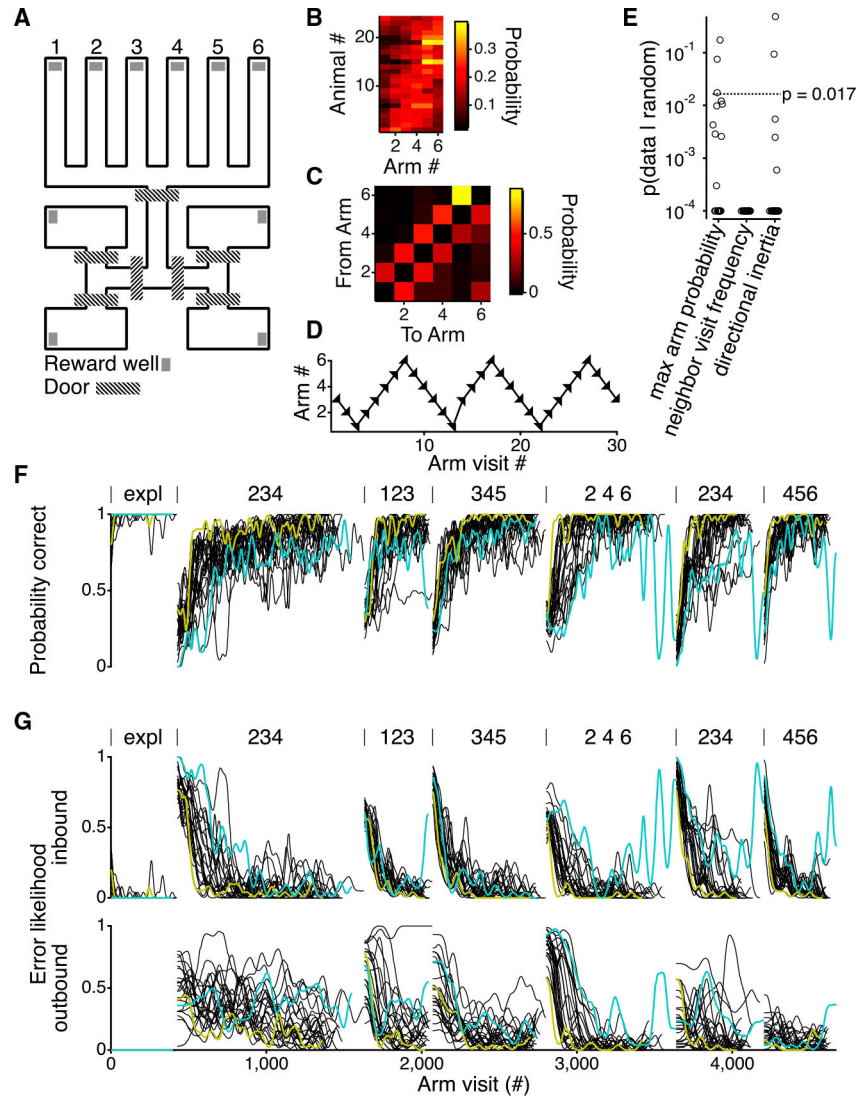 A
1 2 3 4 5 6
Reward well
Door
B
Animal #
20
10
2 4 6
Arm #
0.3
0.2
0.1
Probability
C
From Arm
6
4
2
2 4 6
To Arm
0.5
0
Probability
D
Arm #
6
4
2
10 20 30
Arm visit #
E
p(data I random)
10-1
10-2
10-3
10-4
p = 0.017
max arm probability
neighbor visit frequency
directional inertia
F
| expl | 234 | 123 | 345 | 2 4 6 | 234 | 456
Probability correct
1
0.5
0
G
| expl | 234 | 123 | 345 | 2 4 6 | 234 | 456
Error likelihood
inbound
1
0.5
0
outbound
1
0.5
0
0 1,000 2,000 3,000 4,000
Arm visit (#)